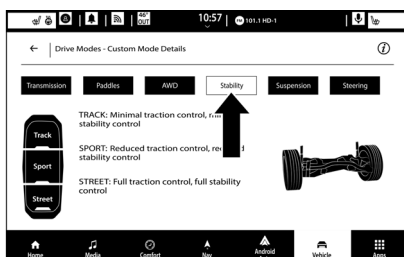 46°
OUT
10:57
101.1 HD-1
Drive Modes - Custom Mode Details
Transmission
Paddles
AWD
Stability
Suspension
Steering
Track
Sport
Street
TRACK: Minimal traction control,
stability control
SPORT: Reduced traction control,
stability control
STREET: Full traction control, full stability
control
Home
Media
Comfort
Nav
Android
Vehicle
Apps